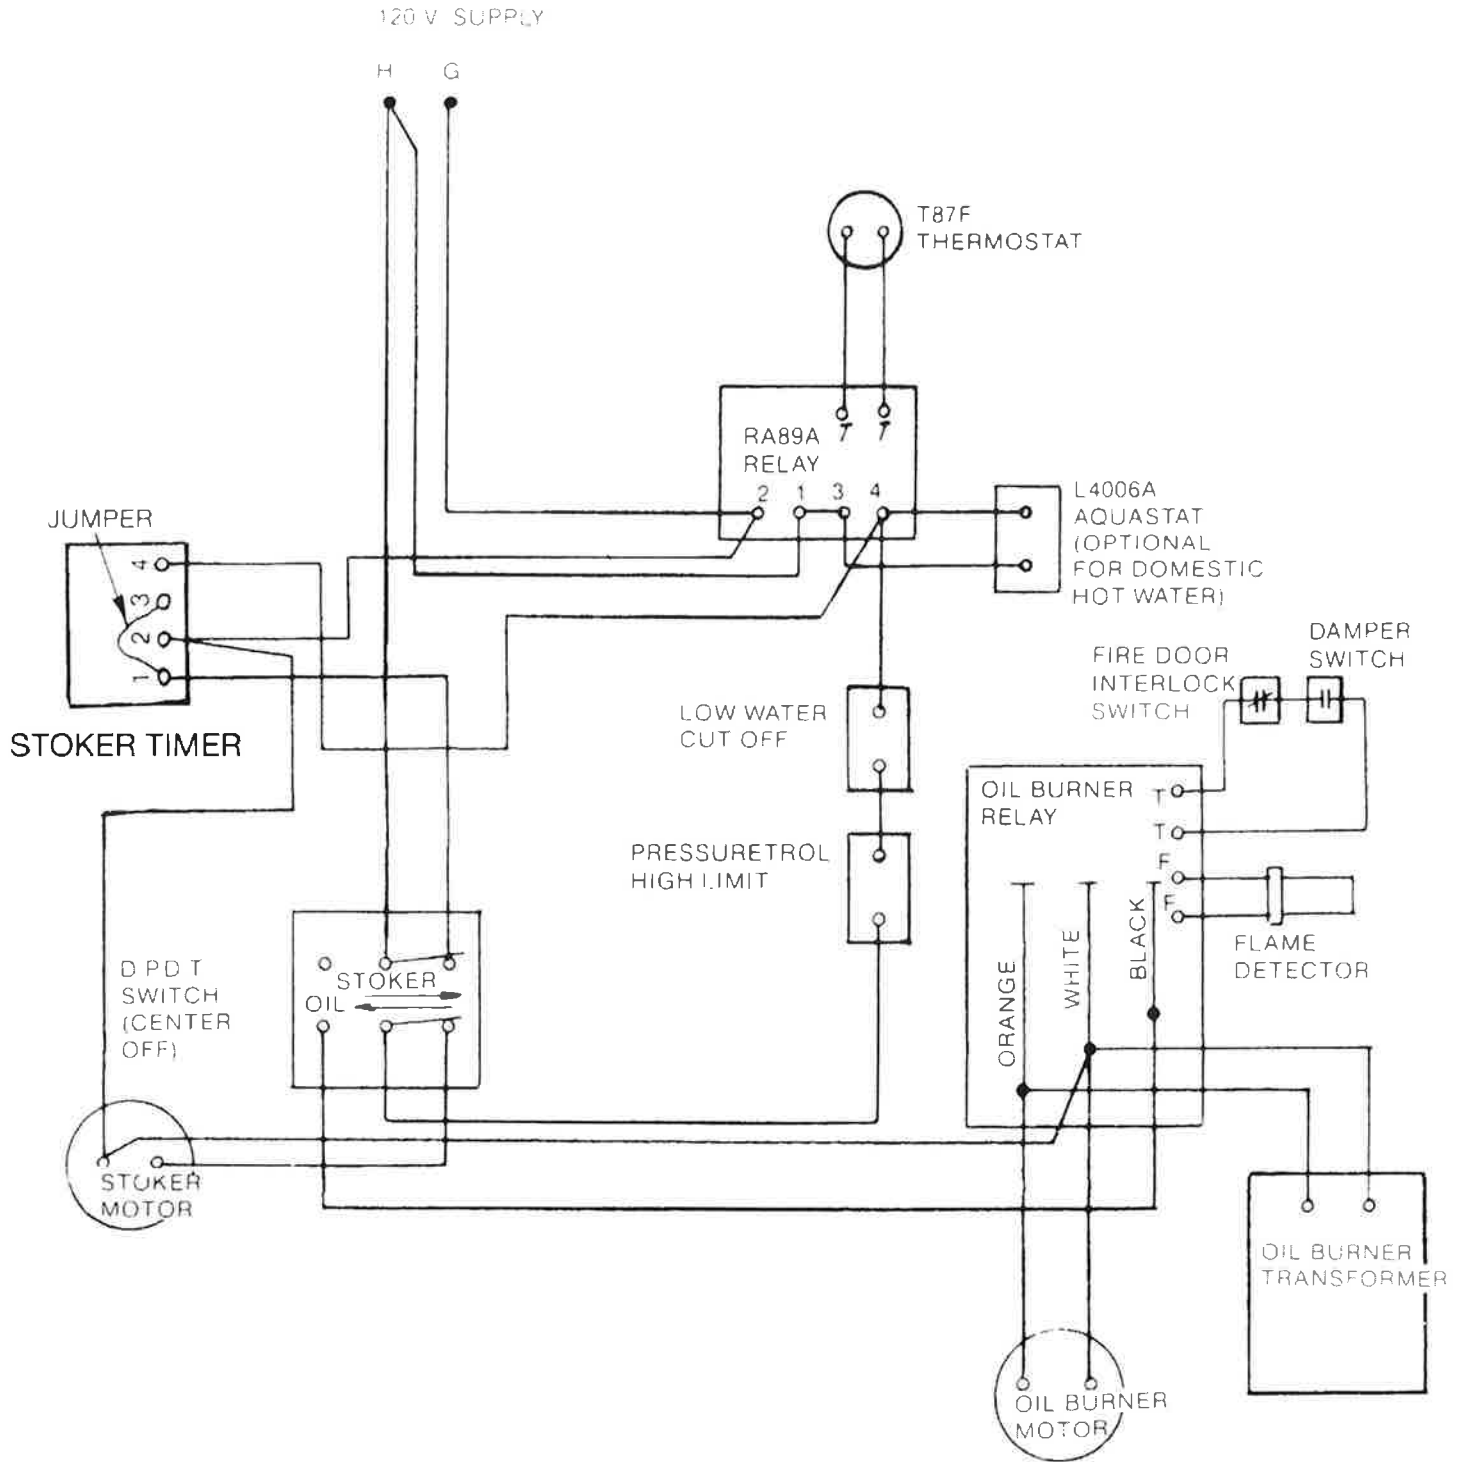 120 V SUPPLY
H G
T87F
THERMOSTAT
T T
RA89A
RELAY
2 1 3 4
L4006A
AQUASTAT
(OPTIONAL
FOR DOMESTIC
HOT WATER)
JUMPER
4
3
2
1
STOKER TIMER
DAMPER
SWITCH
FIRE DOOR
INTERLOCK
SWITCH
LOW WATER
CUT OFF
OIL BURNER
RELAY
T
T
F
F
PRESSURETROL
HIGH LIMIT
FLAME
DETECTOR
ORANGE
WHITE
BLACK
D P D T
SWITCH
(CENTER
OFF)
STOKER
OIL
STOKER
MOTOR
OIL BURNER
TRANSFORMER
OIL BURNER
MOTOR